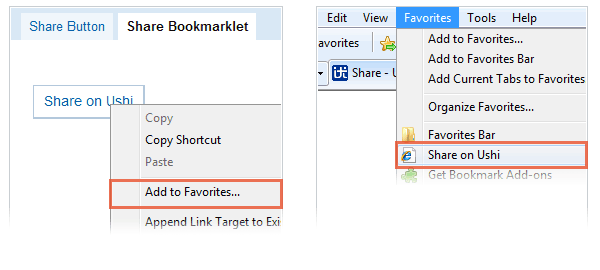 Share Button Share Bookmarklet
Share on Ushi
Copy
Copy Shortcut
Paste
Add to Favorites...
Append Link Target to Exi
Edit View Favorites Tools Help
avorites
Share - U
Add to Favorites...
Add to Favorites Bar
Add Current Tabs to Favorites
Organize Favorites...
Favorites Bar
Share on Ushi
Get Bookmark Add-ons